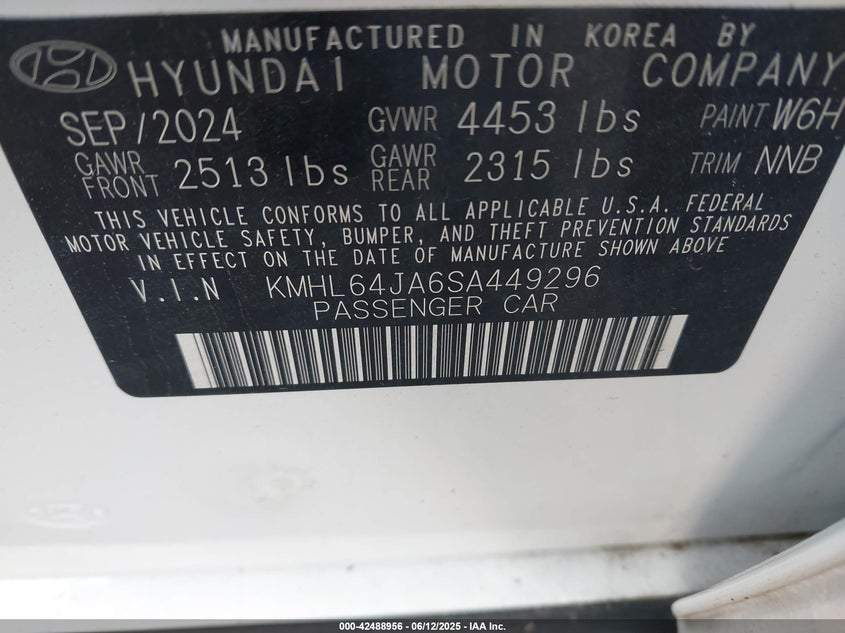 MANUFACTURED IN KOREA BY
HYUNDAI MOTOR COMPANY
SEP/2024 GVWR 4453 lbs PAINT W6H
GAWR FRONT 2513 lbs GAWR REAR 2315 lbs TRIM NNB
THIS VEHICLE CONFORMS TO ALL APPLICABLE U.S.A. FEDERAL
MOTOR VEHICLE SAFETY, BUMPER, AND THEFT PREVENTION STANDARDS
IN EFFECT ON THE DATE OF MANUFACTURE SHOWN ABOVE
V.I.N KMHL64JA6SA449296
PASSENGER CAR
000-42488956 - 06/12/2025 - IAA Inc.